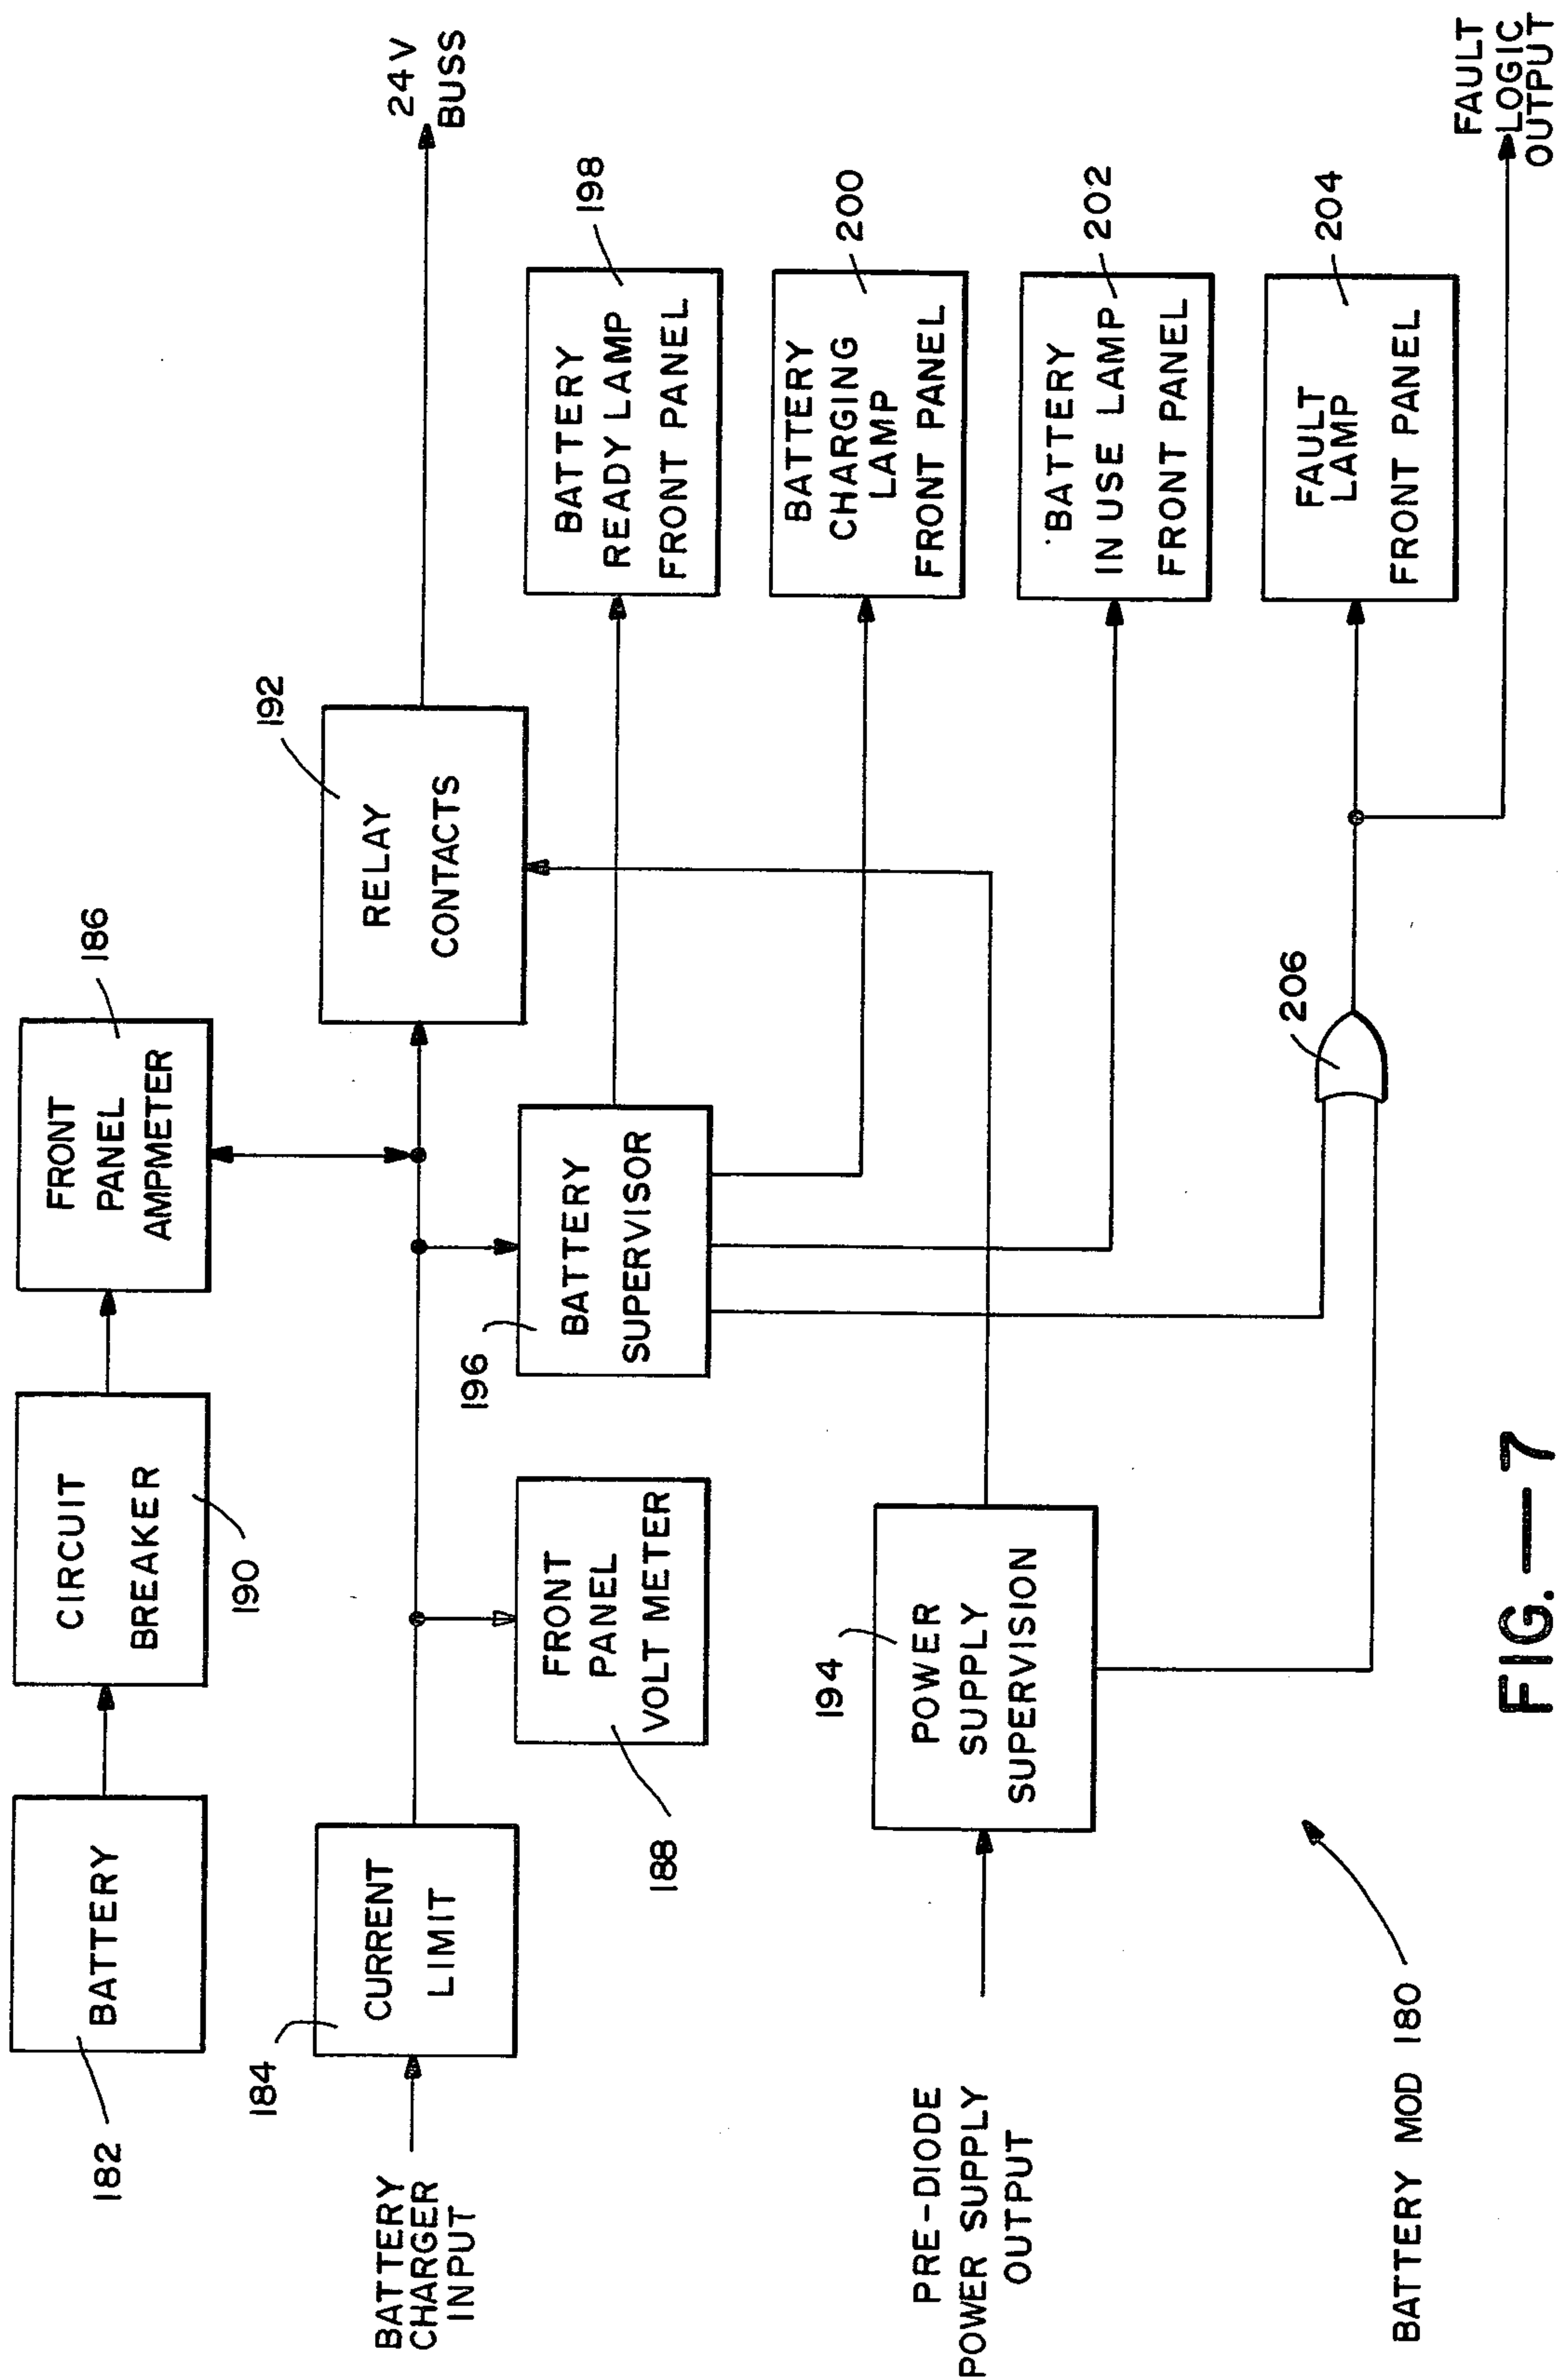 182
BATTERY
CIRCUIT
BREAKER
190
FRONT
PANEL
AMPMETER
186
BATTERY
CHARGER
INPUT
184
CURRENT
LIMIT
RELAY
CONTACTS
192
24V
BUSS
FRONT
PANEL
VOLT METER
188
BATTERY
SUPERVISOR
196
BATTERY
READY LAMP
FRONT PANEL
198
BATTERY
CHARGING
LAMP
FRONT PANEL
200
BATTERY
IN USE LAMP
FRONT PANEL
202
PRE-DIODE
POWER SUPPLY
OUTPUT
194
POWER
SUPPLY
SUPERVISION
206
FAULT
LAMP
FRONT PANEL
204
FAULT
LOGIC
OUTPUT
BATTERY MOD 180
FIG.—7